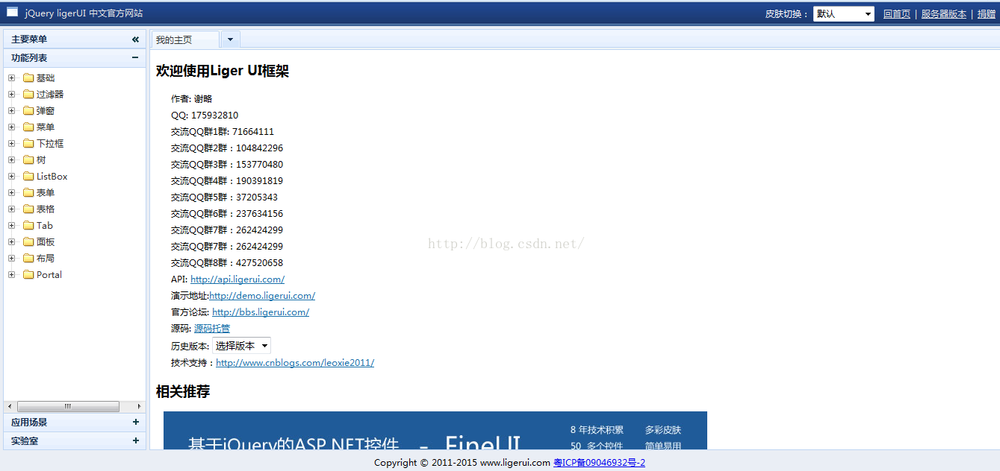 jQuery ligerUI 中文官方网站
皮肤切换： 默认 回首页 | 服务器版本 | 捐赠
主要菜单
功能列表
基础
过滤器
弹窗
菜单
下拉框
树
ListBox
表单
表格
Tab
面板
布局
Portal
应用场景
实验室
我的主页
欢迎使用Liger UI框架
作者: 谢略
QQ: 175932810
交流QQ群1群: 71664111
交流QQ群2群：104842296
交流QQ群3群：153770480
交流QQ群4群：190391819
交流QQ群5群：37205343
交流QQ群6群：237634156
交流QQ群7群：262424299
交流QQ群7群：262424299
交流QQ群8群：427520658
API: http://api.ligerui.com/
演示地址:http://demo.ligerui.com/
官方论坛: http://bbs.ligerui.com/
源码: 源码托管
历史版本: 选择版本
技术支持：http://www.cnblogs.com/leoxie2011/
http://blog.csdn.net/
相关推荐
8 年技术积累 多彩皮肤
基于jQuery的ASP.NET控件 - FineUI
50 多个控件 简单易用
Copyright © 2011-2015 www.ligerui.com 粤ICP备09046932号-2